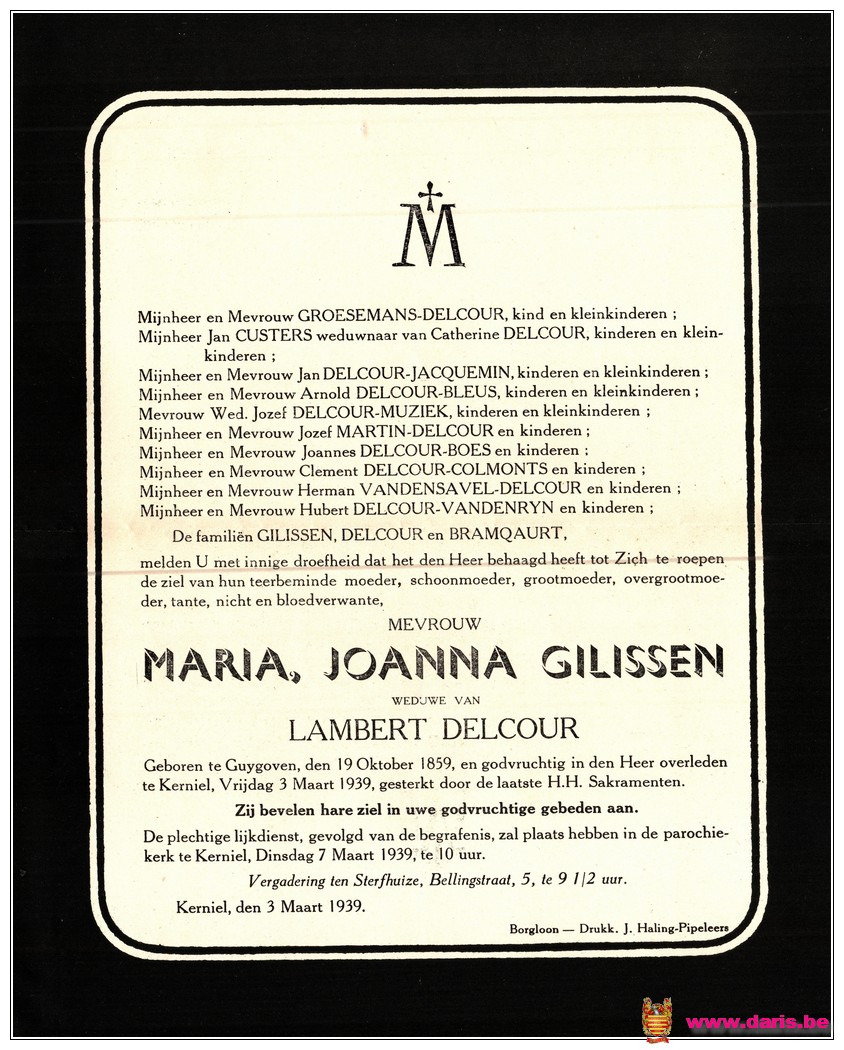 M
Mijnheer en Mevrouw GROESEMANS-DELCOUR, kind en kleinkinderen ;
Mijnheer Jan CUSTERS weduwnaar van Catherine DELCOUR, kinderen en klein-
kinderen ;
Mijnheer en Mevrouw Jan DELCOUR-JACQUEMIN, kinderen en kleinkinderen ;
Mijnheer en Mevrouw Arnold DELCOUR-BLEUS, kinderen en kleinkinderen ;
Mevrouw Wed. Jozef DELCOUR-MUZIEK, kinderen en kleinkinderen ;
Mijnheer en Mevrouw Jozef MARTIN-DELCOUR en kinderen ;
Mijnheer en Mevrouw Joannes DELCOUR-BOES en kinderen :
Mijnheer en Mevrouw Clement DELCOUR-COLMONTS en kinderen ;
Mijnheer en Mevrouw Herman VANDENSAVEL-DELCOUR en kinderen ;
Mijnheer en Mevrouw Hubert DELCOUR-VANDENRYN en kinderen ;
De familiën GILISSEN, DELCOUR en BRAMQAURT,
melden U met innige droefheid dat het den Heer behaagd heeft tot Zich te roepen
de ziel van hun teerbeminde moeder, schoonmoeder, grootmoeder, overgrootmoe-
der, tante, nicht en bloedverwante,
MEVROUW
MARIA, JOANNA GILISSEN
WEDUWE VAN
LAMBERT DELCOUR
Geboren te Guygoven, den 19 Oktober 1859, en godvruchtig in den Heer overleden
te Kerniel, Vrijdag 3 Maart 1939, gesterkt door de laatste H.H. Sakramenten.
Zij bevelen hare ziel in uwe godvruchtige gebeden aan.
De plechtige lijkdienst, gevolgd van de begrafenis, zal plaats hebben in de parochie-
kerk te Kerniel, Dinsdag 7 Maart 1939, te 10 uur.
Vergadering ten Sterfhuize, Bellingstraat, 5, te 9 1/2 uur.
Kerniel, den 3 Maart 1939.
Borgloon — Drukk. J. Haling-Pipeleers
www.daris.be